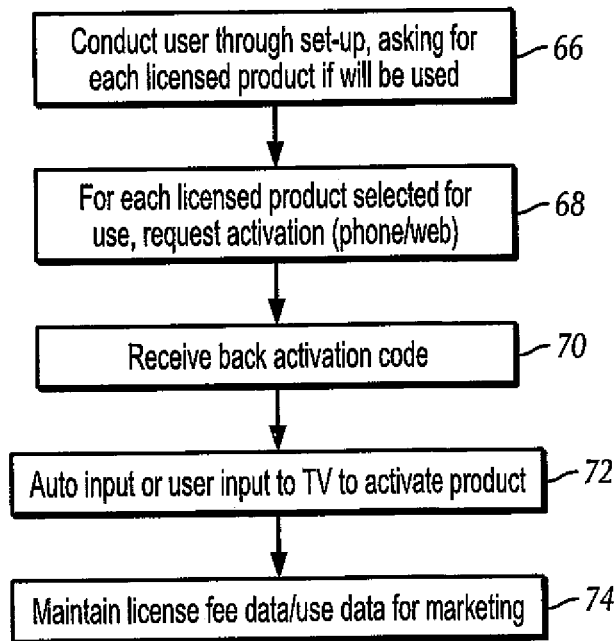 Conduct user through set-up, asking for
each licensed product if will be used
66
For each licensed product selected for
use, request activation (phone/web)
68
Receive back activation code
70
Auto input or user input to TV to activate product
72
Maintain license fee data/use data for marketing
74